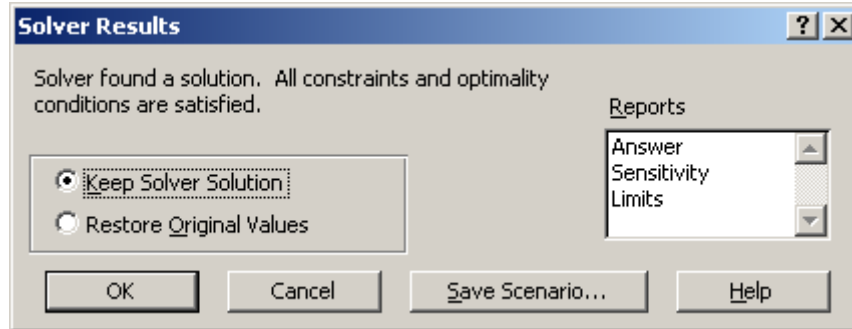 Solver Results
Solver found a solution. All constraints and optimality
conditions are satisfied.
Reports
Answer
Sensitivity
Limits
Keep Solver Solution
Restore Original Values
OK Cancel Save Scenario... Help